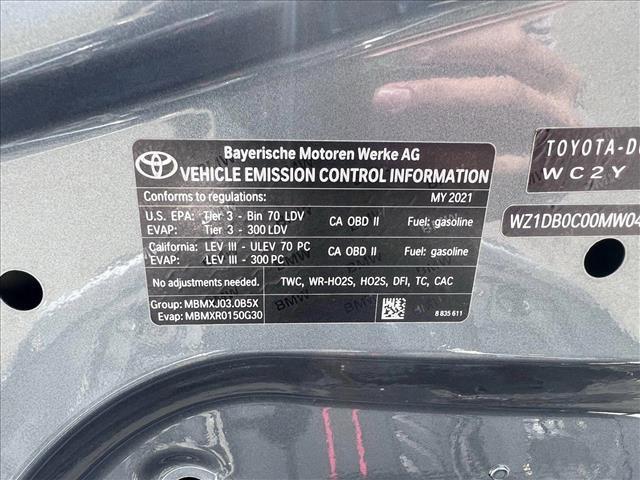 Bayerische Motoren Werke AG
VEHICLE EMISSION CONTROL INFORMATION
Conforms to regulations: MY 2021
U.S. EPA: Tier 3 - Bin 70 LDV CA OBD II Fuel: gasoline
EVAP: Tier 3 - 300 LDV
California: LEV III - ULEV 70 PC CA OBD II Fuel: gasoline
EVAP: LEV III - 300 PC
No adjustments needed. TWC, WR-HO2S, HO2S, DFI, TC, CAC
Group: MBMXJ03.0B5X
Evap: MBMXR0150G30
8 835 611
TOYOTA-D
WC2Y
WZ1DB0C00MW04